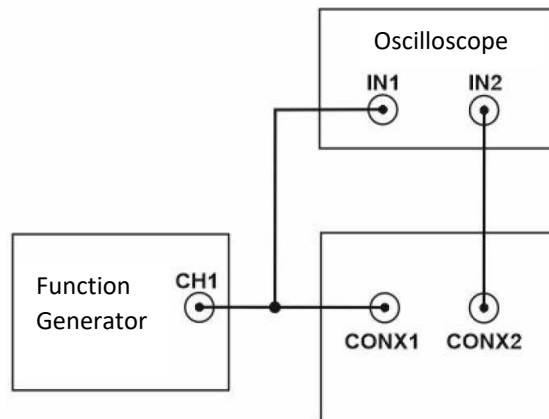 Oscilloscope
IN1 IN2
CH1
Function
Generator
CONX1 CONX2